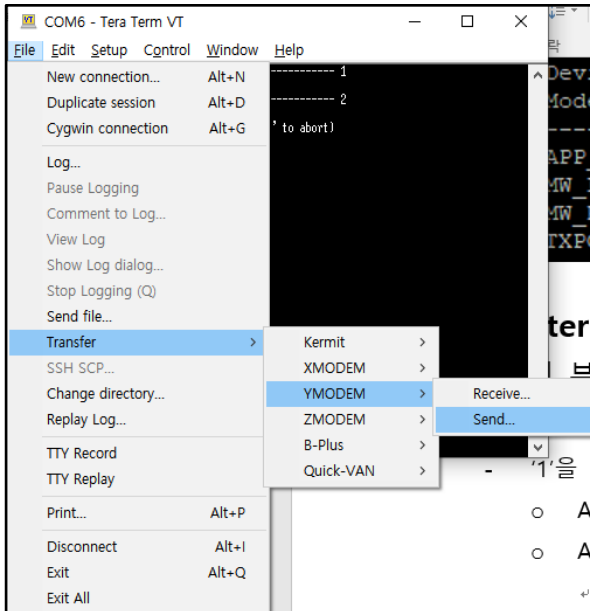 COM6 - Tera Term VT
File Edit Setup Control Window Help
New connection... Alt+N
Duplicate session Alt+D
Cygwin connection Alt+G
Log...
Pause Logging
Comment to Log...
View Log
Show Log dialog...
Stop Logging (Q)
Send file...
Transfer >
SSH SCP...
Change directory...
Replay Log...
TTY Record
TTY Replay
Print... Alt+P
Disconnect Alt+I
Exit Alt+Q
Exit All
Kermit >
XMODEM >
YMODEM >
ZMODEM >
B-Plus >
Quick-VAN >
Receive...
Send...
----------- 1
----------- 2
' to abort)
락
Devi
Mode
----
APP_
MW_
MW_
TXPO
ter
- '1'을
o A
o A